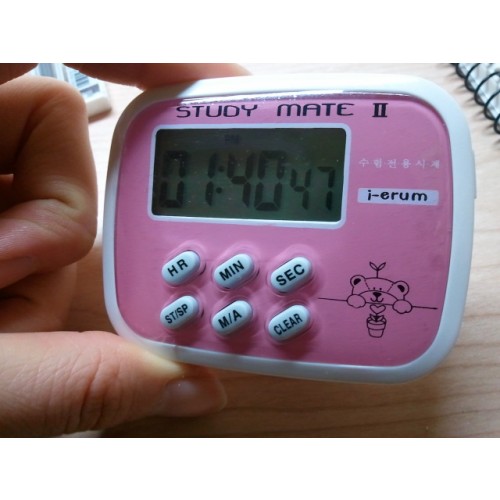 STUDY MATE II
01:40 47
수험전용시계
i-erum
HR MIN SEC
ST/SP M/A CLEAR